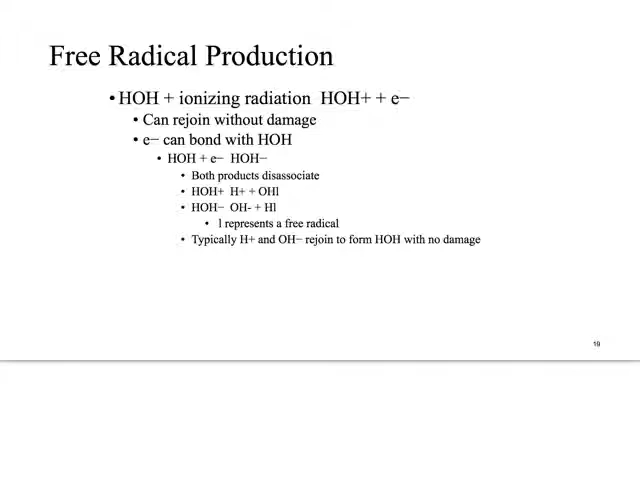 Free Radical Production
•HOH + ionizing radiation  HOH+ + e−
• Can rejoin without damage
• e− can bond with HOH
• HOH + e−  HOH−
• Both products disassociate
• HOH+  H+ + OHl
• HOH−  OH- + Hl
• l represents a free radical
• Typically H+ and OH− rejoin to form HOH with no damage
19